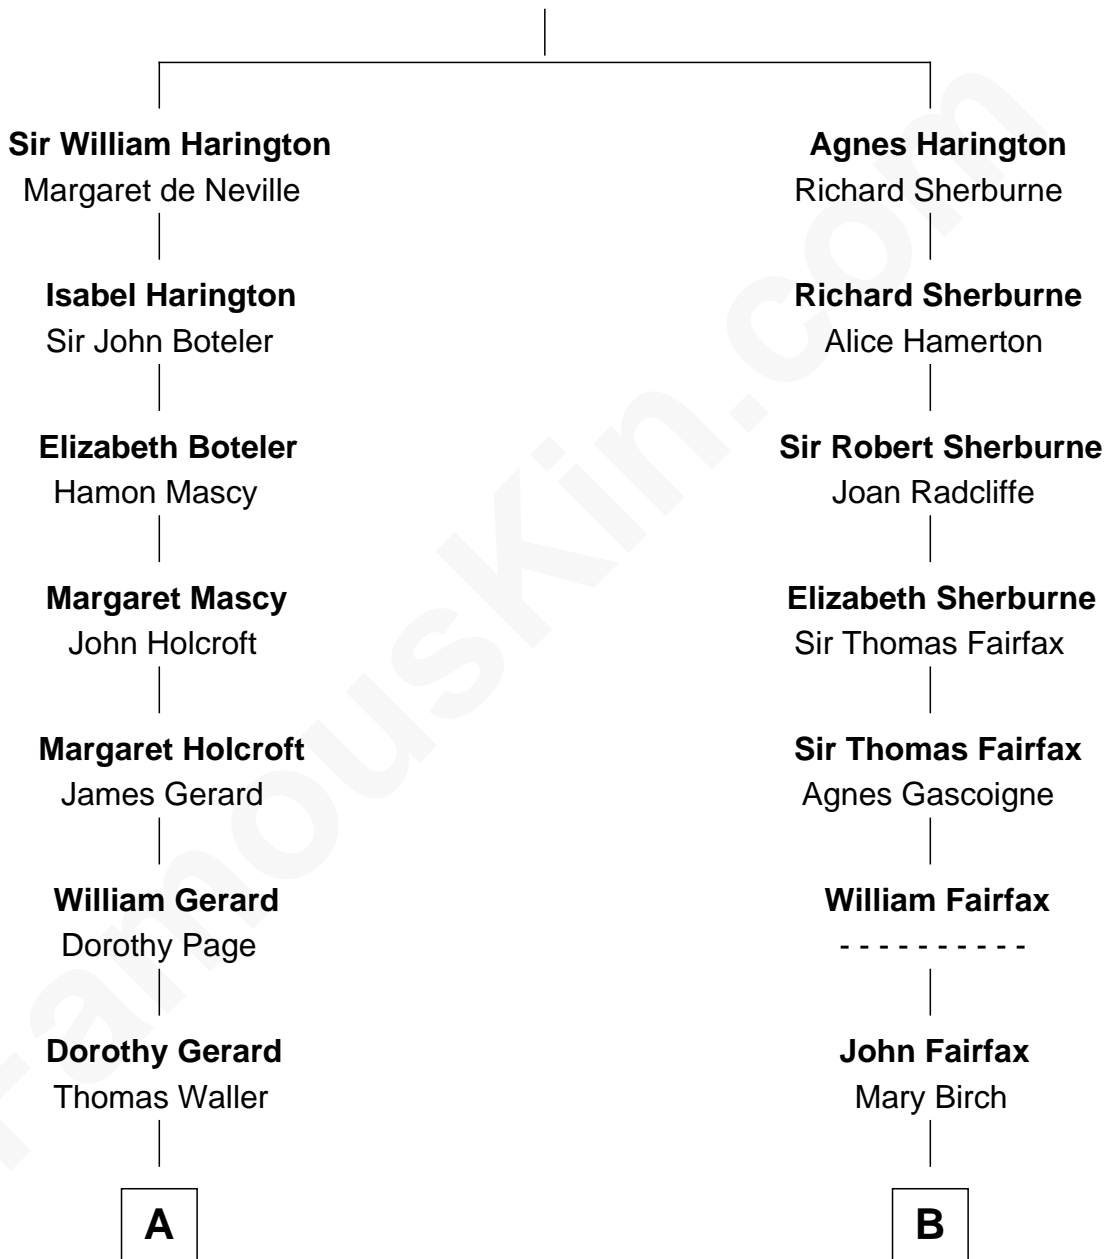 Sir William Harington
Margaret de Neville
Isabel Harington
Sir John Boteler
Elizabeth Boteler
Hamon Mascy
Margaret Mascy
John Holcroft
Margaret Holcroft
James Gerard
William Gerard
Dorothy Page
Dorothy Gerard
Thomas Waller
A
Agnes Harington
Richard Sherburne
Richard Sherburne
Alice Hamerton
Sir Robert Sherburne
Joan Radcliffe
Elizabeth Sherburne
Sir Thomas Fairfax
Sir Thomas Fairfax
Agnes Gascoigne
William Fairfax
- - - - - - - - - -
John Fairfax
Mary Birch
B
FamousKin.com